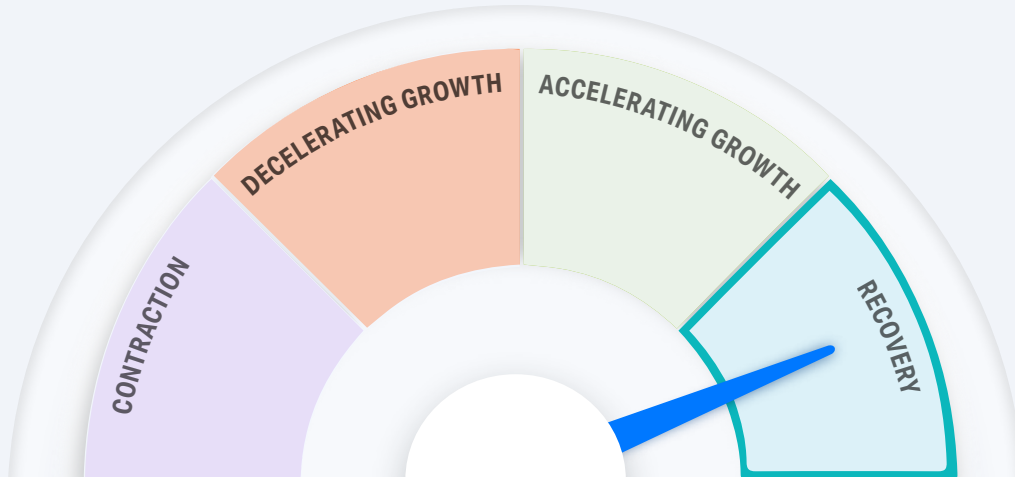 CONTRACTION
DECELERATING GROWTH
ACCELERATING GROWTH
RECOVERY